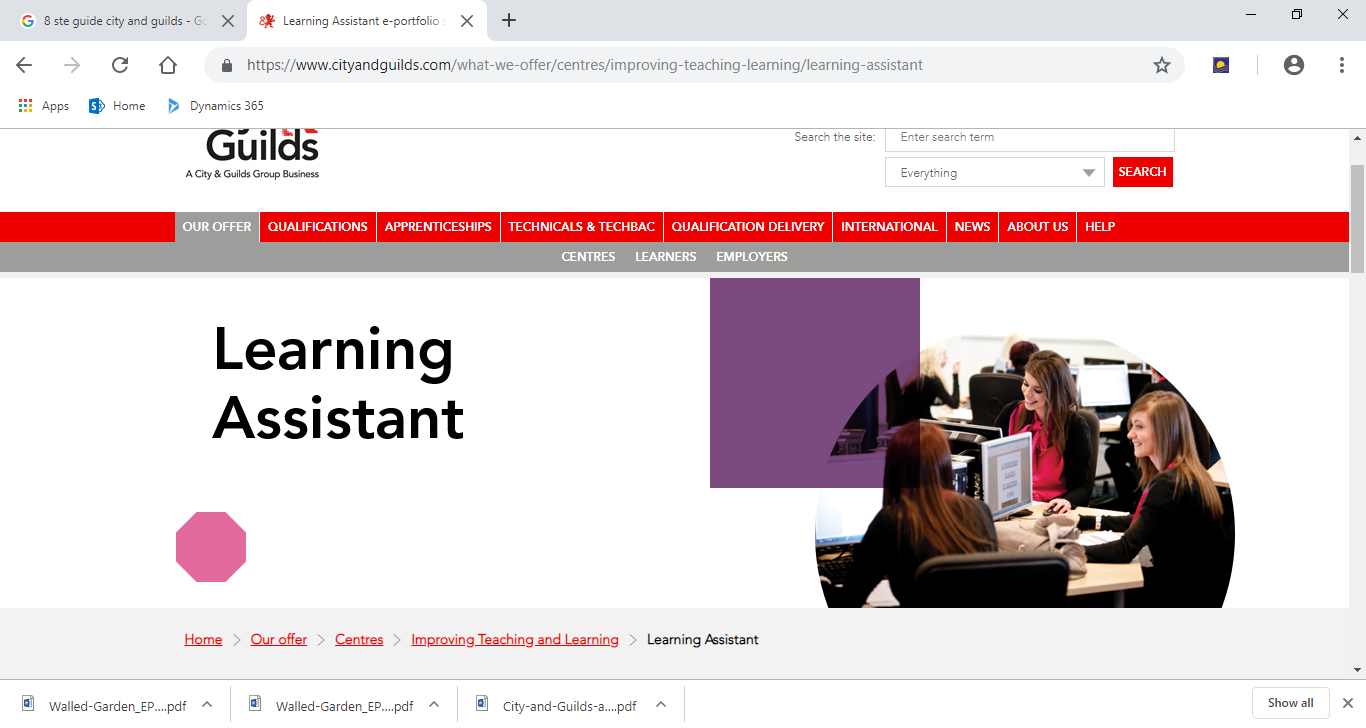 8 ste guide city and guilds - Go
Learning Assistant e-portfolio s
https://www.cityandguilds.com/what-we-offer/centres/improving-teaching-learning/learning-assistant
Apps Home Dynamics 365
Guilds
A City & Guilds Group Business
Search the site: Enter search term
Everything SEARCH
OUR OFFER QUALIFICATIONS APPRENTICESHIPS TECHNICALS & TECHBAC QUALIFICATION DELIVERY INTERNATIONAL NEWS ABOUT US HELP
CENTRES LEARNERS EMPLOYERS
Learning
Assistant
Home > Our offer > Centres > Improving Teaching and Learning > Learning Assistant
Walled-Garden_EP....pdf Walled-Garden_EP....pdf City-and-Guilds-a....pdf Show all